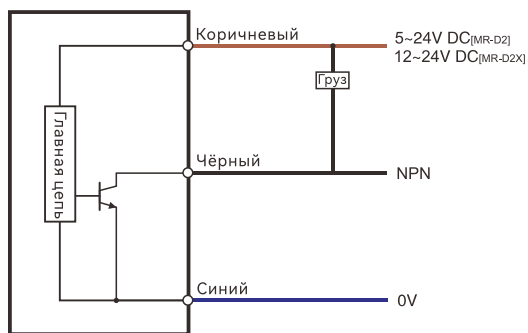 Коричневый
5~24V DC[MR-D2]
12~24V DC[MR-D2X]
Груз
Главная цепь
Чёрный
NPN
Синий
0V